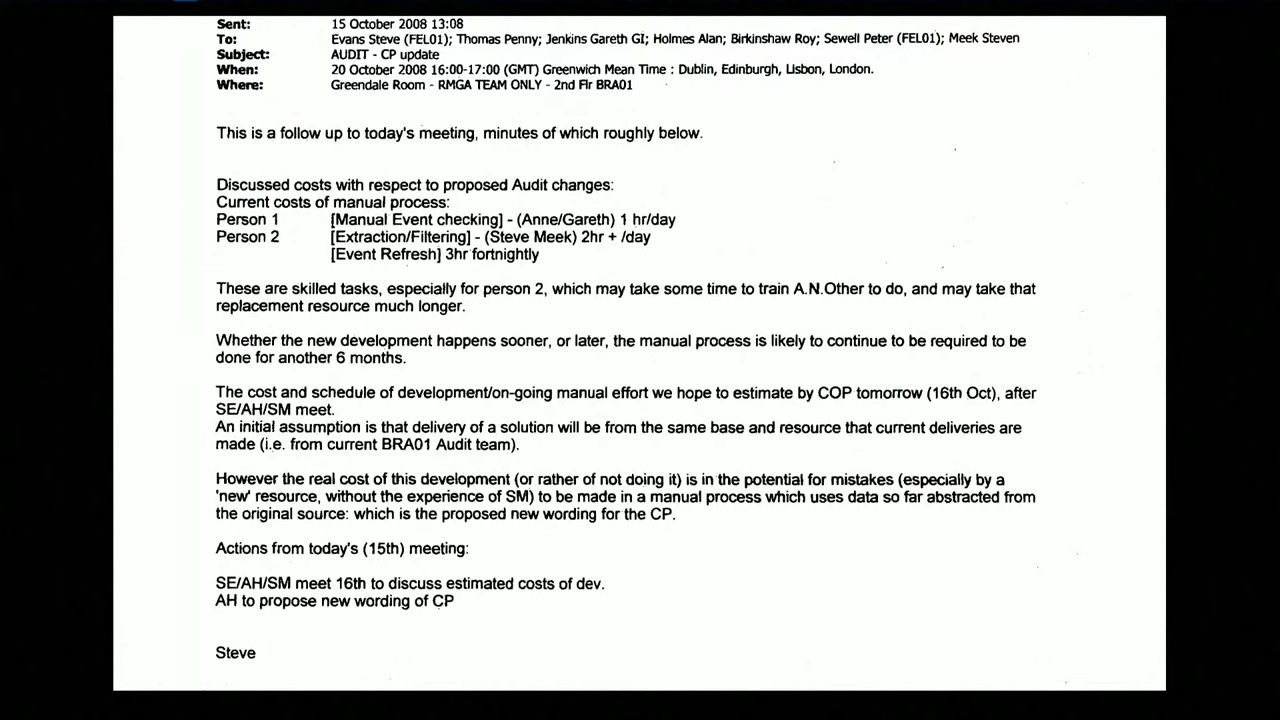 Sent: 15 October 2008 13:08
To: Evans Steve (FEL01); Thomas Penny; Jenkins Gareth GI; Holmes Alan; Birkinshaw Roy; Sewell Peter (FEL01); Meek Steven
Subject: AUDIT - CP update
When: 20 October 2008 16:00-17:00 (GMT) Greenwich Mean Time : Dublin, Edinburgh, Lisbon, London.
Where: Greendale Room - RMGA TEAM ONLY - 2nd Flr BRA01
This is a follow up to today's meeting, minutes of which roughly below.
Discussed costs with respect to proposed Audit changes:
Current costs of manual process:
Person 1 [Manual Event checking] - (Anne/Gareth) 1 hr/day
Person 2 [Extraction/Filtering] - (Steve Meek) 2hr + /day
[Event Refresh] 3hr fortnightly
These are skilled tasks, especially for person 2, which may take some time to train A.N.Other to do, and may take that
replacement resource much longer.
Whether the new development happens sooner, or later, the manual process is likely to continue to be required to be
done for another 6 months.
The cost and schedule of development/on-going manual effort we hope to estimate by COP tomorrow (16th Oct), after
SE/AH/SM meet.
An initial assumption is that delivery of a solution will be from the same base and resource that current deliveries are
made (i.e. from current BRA01 Audit team).
However the real cost of this development (or rather of not doing it) is in the potential for mistakes (especially by a
'new' resource, without the experience of SM) to be made in a manual process which uses data so far abstracted from
the original source: which is the proposed new wording for the CP.
Actions from today's (15th) meeting:
SE/AH/SM meet 16th to discuss estimated costs of dev.
AH to propose new wording of CP
Steve